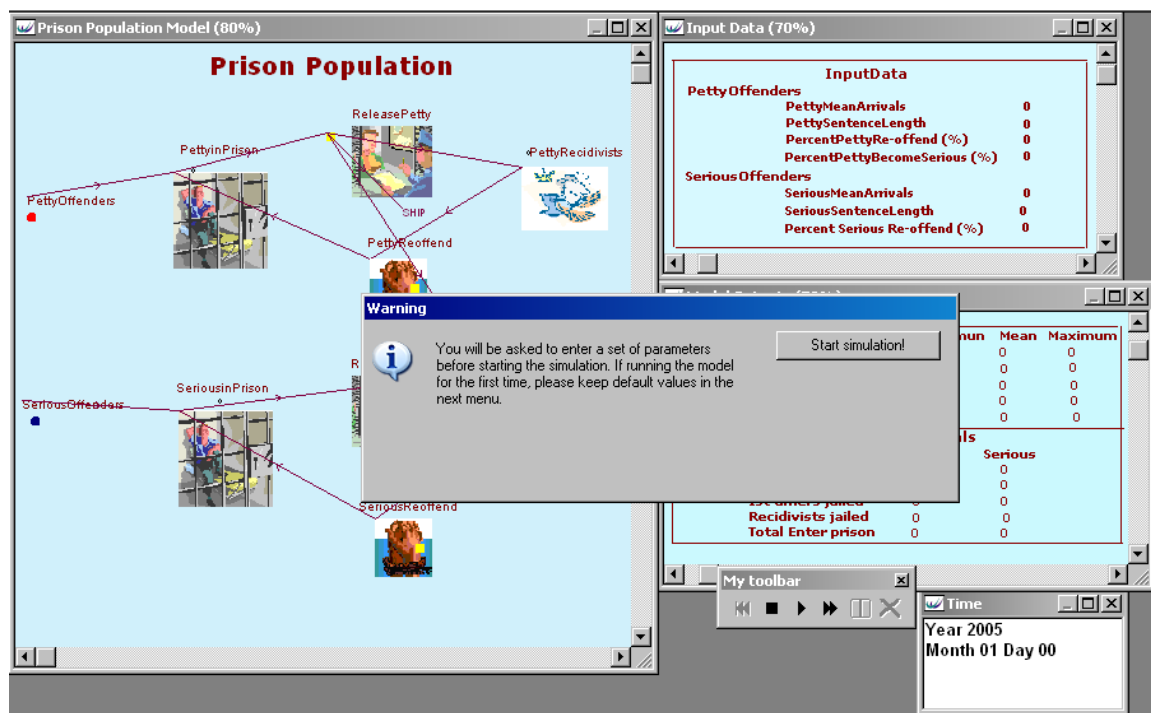 Prison Population Model (80%)
Prison Population
ReleasePetty
PettyinPrison
PettyRecidivists
PettyOffenders
SHIP
PettyReoffend
SeriousinPrison
SeriousOffenders
SeriousReoffend
Input Data (70%)
InputData
PettyOffenders
PettyMeanArrivals 0
PettySentenceLength 0
PercentPettyRe-offend (%) 0
PercentPettyBecomeSerious (%) 0
SeriousOffenders
SeriousMeanArrivals 0
SeriousSentenceLength 0
Percent Serious Re-offend (%) 0
Warning
You will be asked to enter a set of parameters
before starting the simulation. If running the model
for the first time, please keep default values in the
next menu.
Start simulation!
Mean Maximum
0 0
0 0
0 0
0 0
0 0
Serious
0
0
jailed 0 0
Recidivists jailed 0 0
Total Enter prison 0 0
My toolbar
Time
Year 2005
Month 01 Day 00